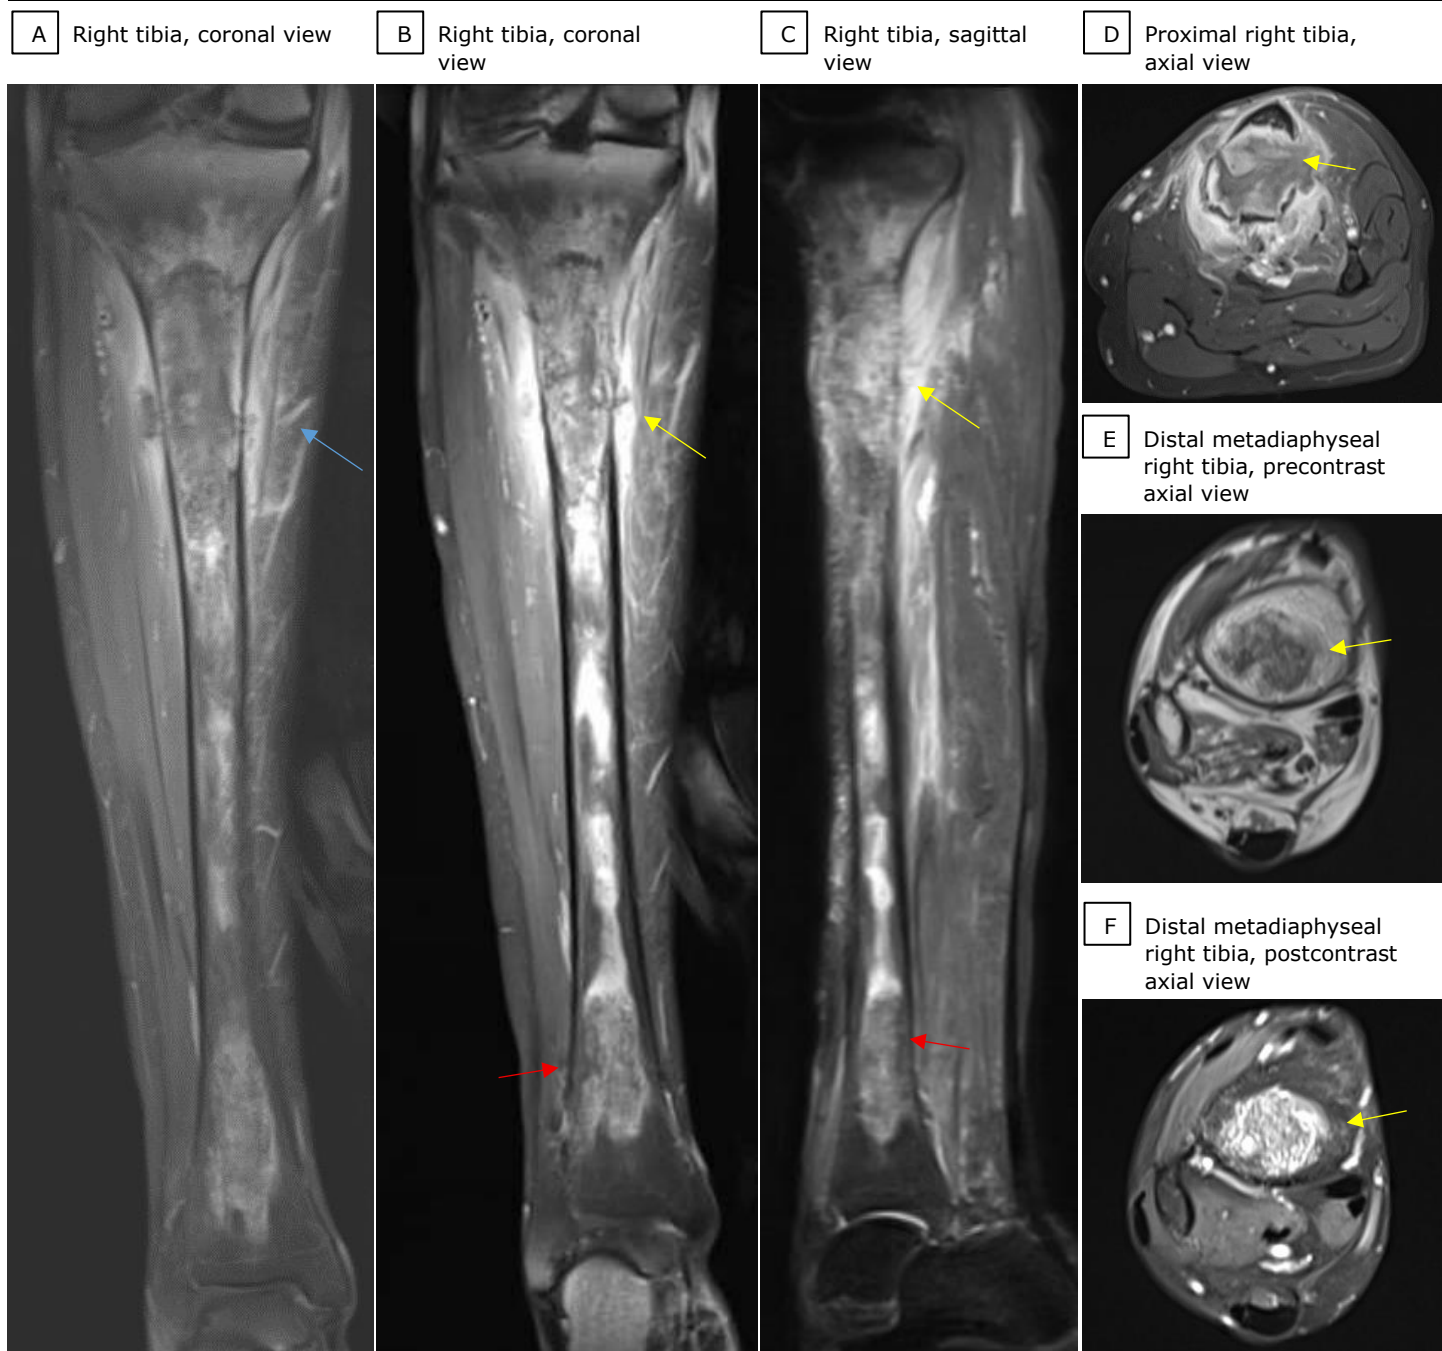 A Right tibia, coronal view
B Right tibia, coronal
view
C Right tibia, sagittal
view
D Proximal right tibia,
axial view
E Distal metadiaphyseal
right tibia, precontrast
axial view
F Distal metadiaphyseal
right tibia, postcontrast
axial view